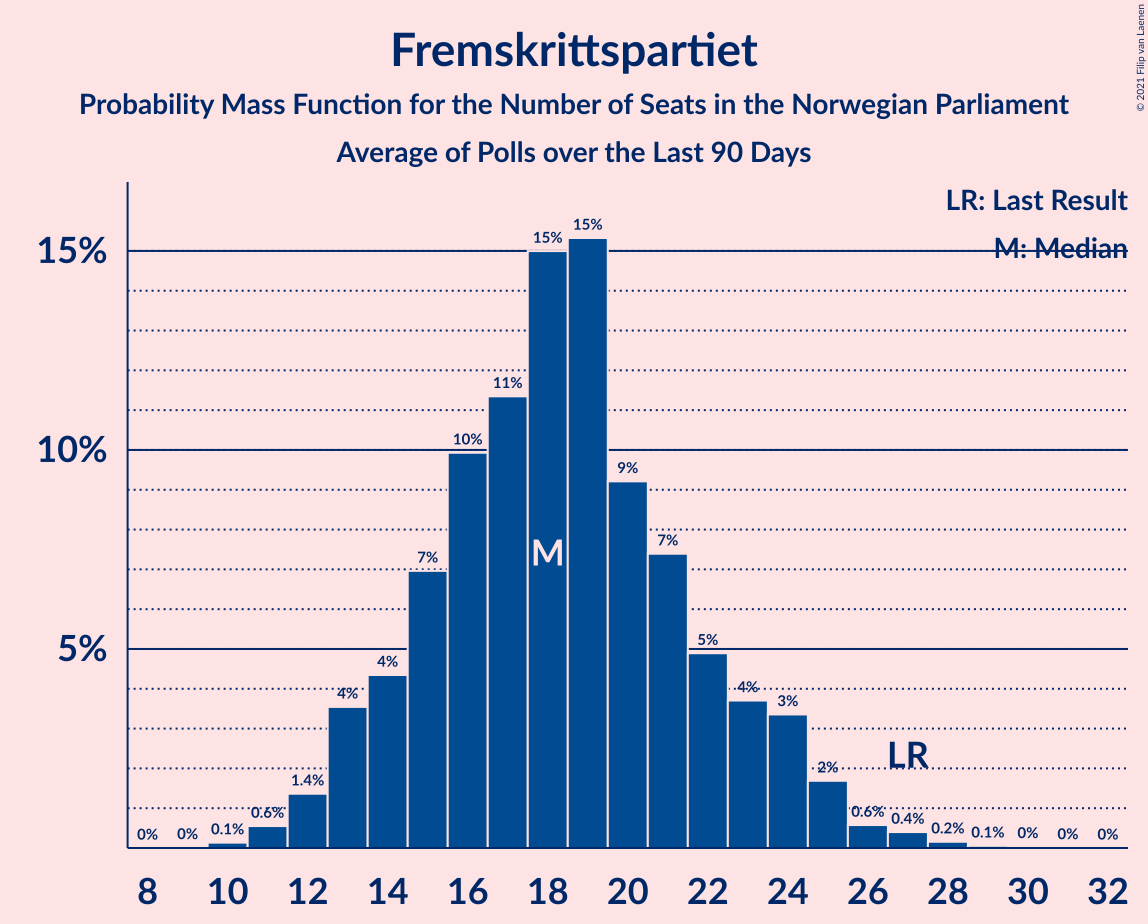 Fremskrittspartiet
Probability Mass Function for the Number of Seats in the Norwegian Parliament
Average of Polls over the Last 90 Days
© 2021 Filip van Laenen
LR: Last Result
M: Median
15%
10%
5%
0% 0% 0.1% 0.6% 1.4% 4% 4% 7% 10% 11% 15% 15% 9% 7% 5% 4% 3% 2% 0.6% 0.4% 0.2% 0.1% 0% 0% 0%
M
LR
8 10 12 14 16 18 20 22 24 26 28 30 32